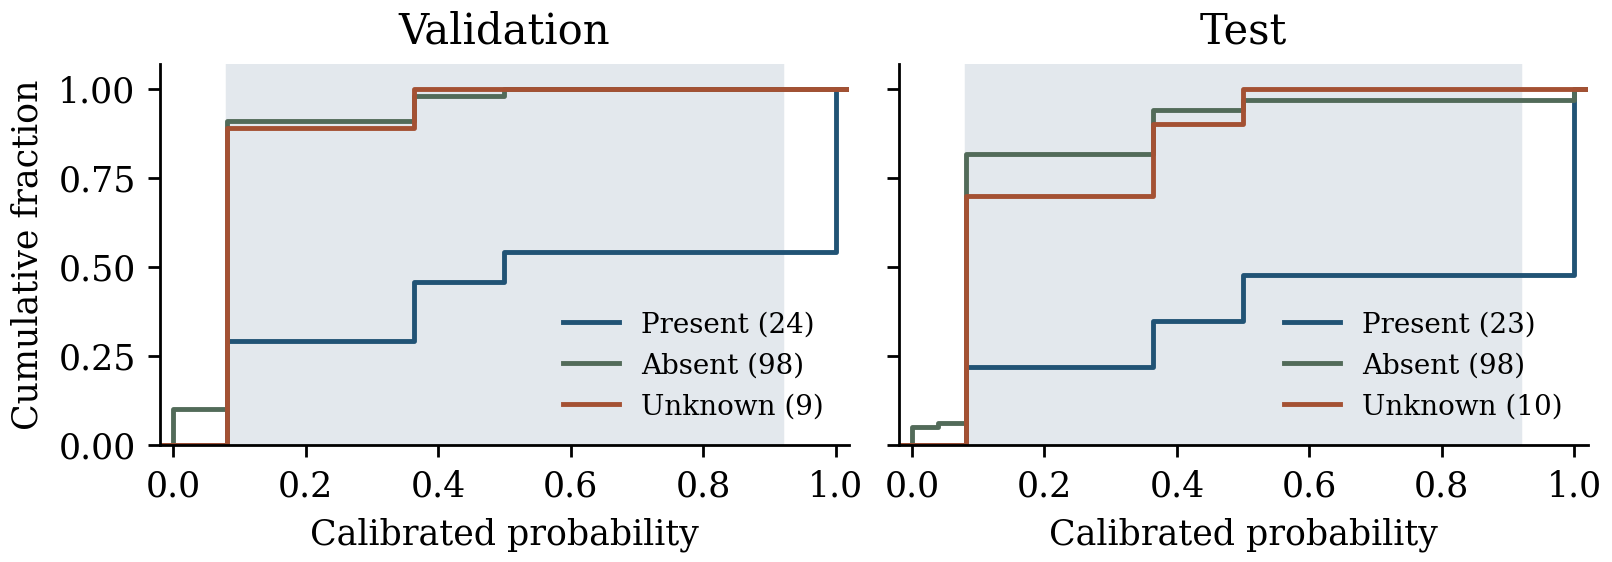 Validation
Test
Cumulative fraction
1.00
0.75
0.50
0.25
0.00
Present (24)
Absent (98)
Unknown (9)
Present (23)
Absent (98)
Unknown (10)
0.0 0.2 0.4 0.6 0.8 1.0
0.0 0.2 0.4 0.6 0.8 1.0
Calibrated probability
Calibrated probability